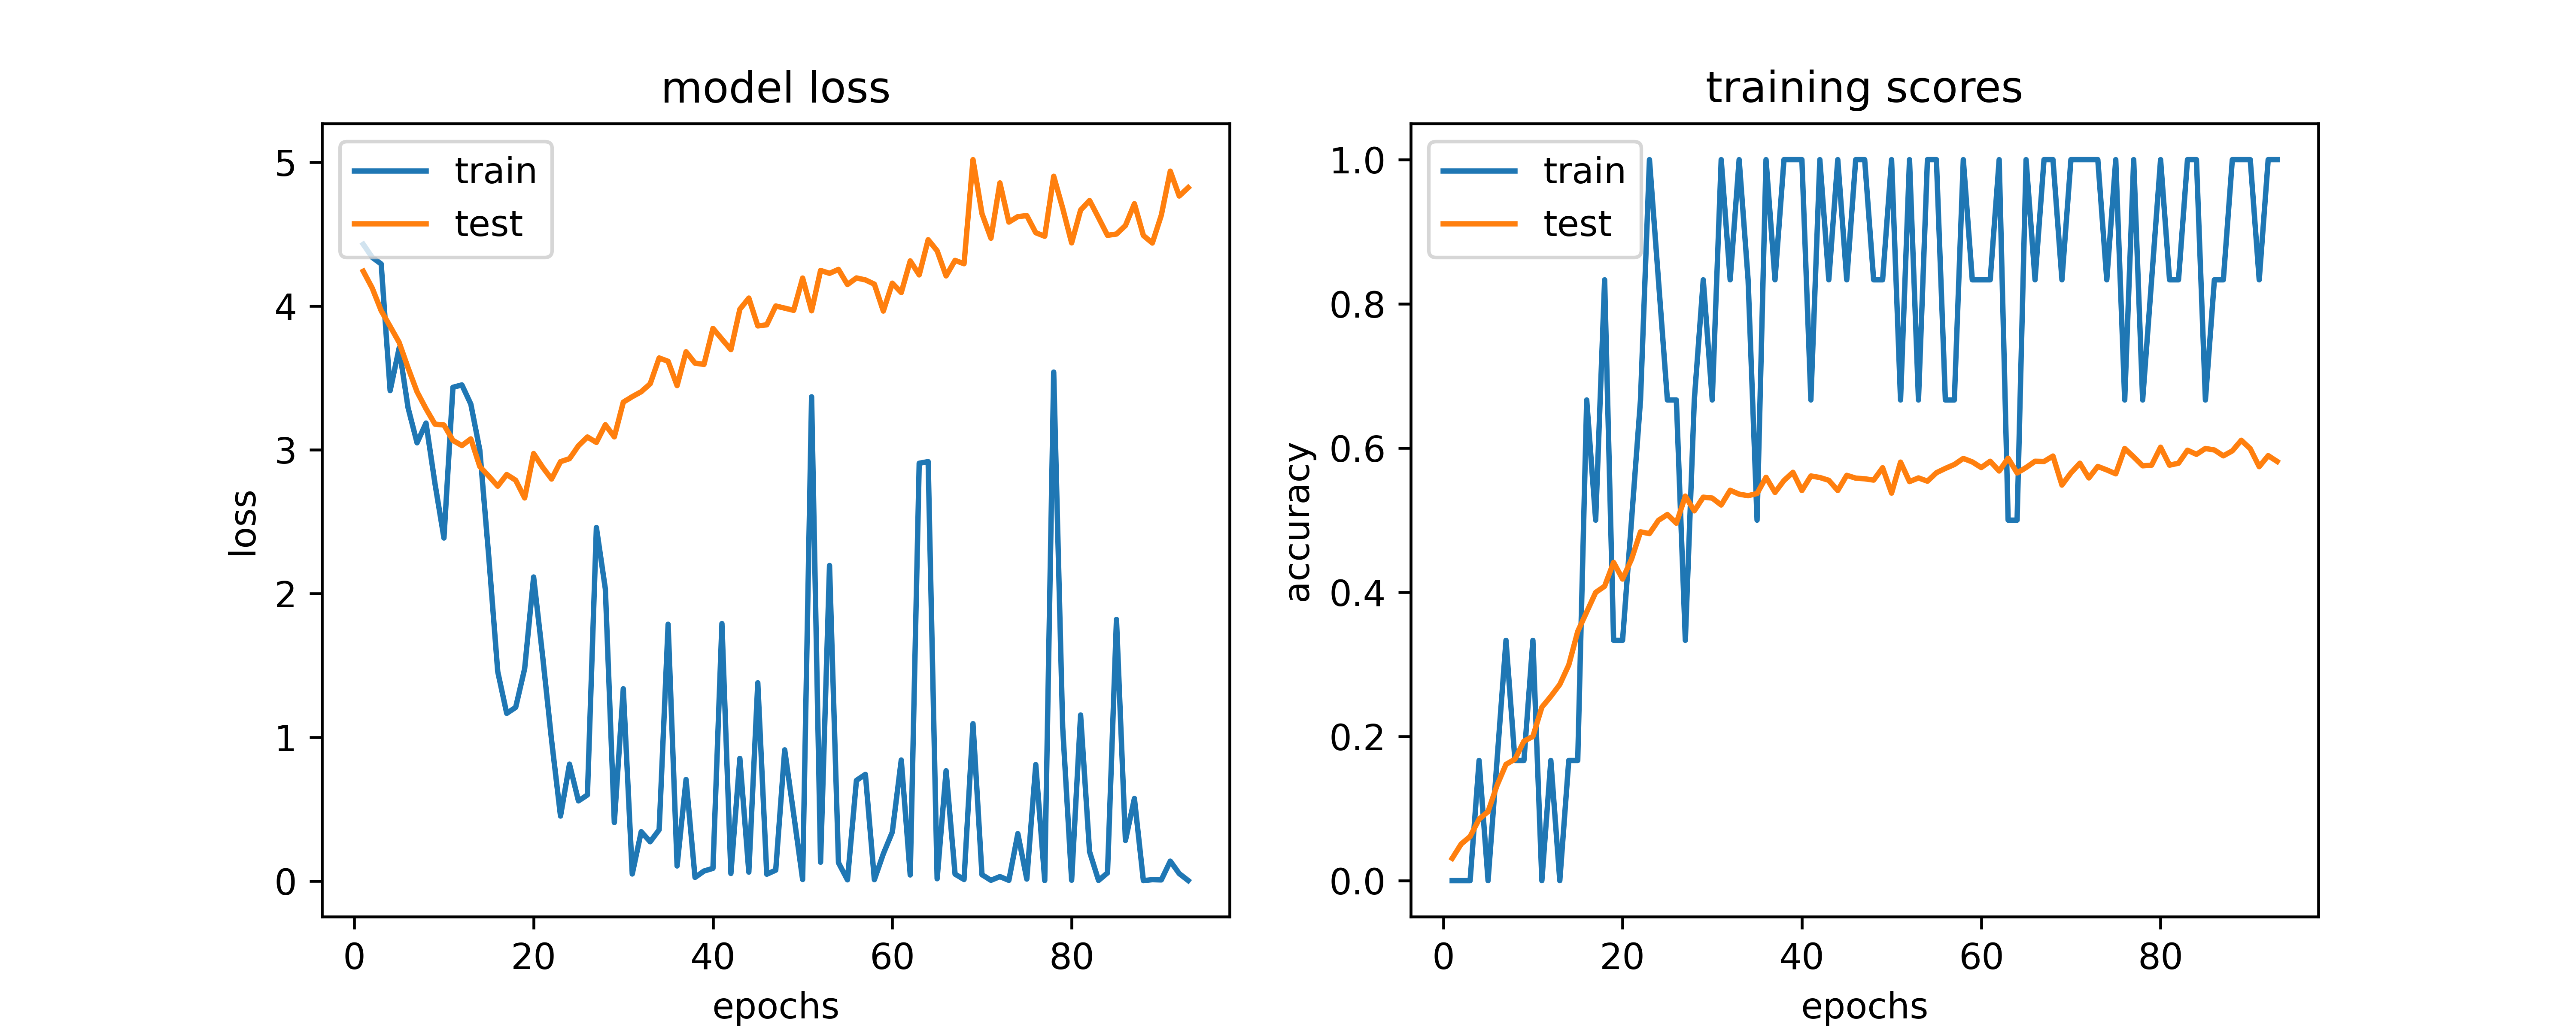 model loss
train
test
5
4
3
2
1
0
loss
0 20 40 60 80
epochs
training scores
train
test
1.0
0.8
0.6
0.4
0.2
0.0
accuracy
0 20 40 60 80
epochs